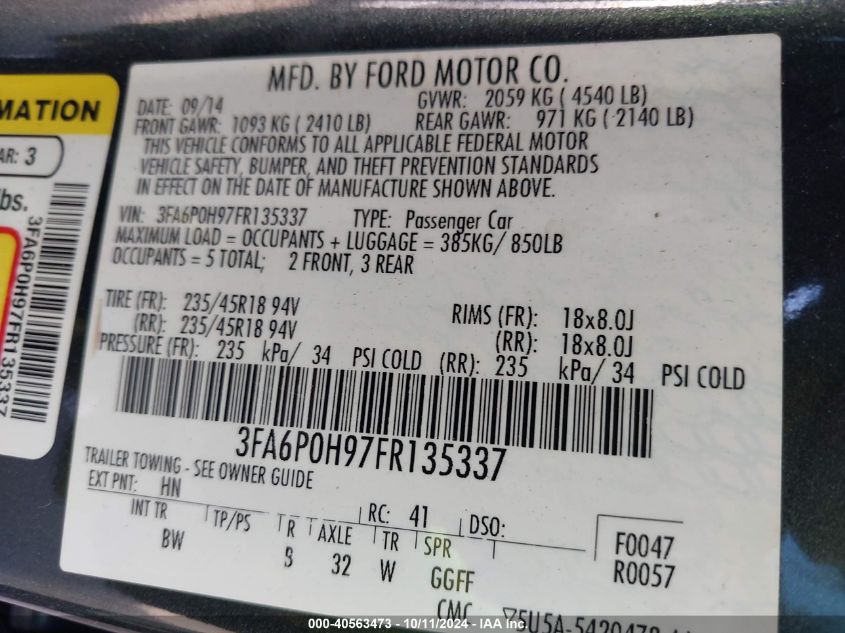 MFD. BY FORD MOTOR CO.
DATE: 09/14 GVWR: 2059 KG ( 4540 LB)
FRONT GAWR: 1093 KG ( 2410 LB) REAR GAWR: 971 KG ( 2140 LB)
THIS VEHICLE CONFORMS TO ALL APPLICABLE FEDERAL MOTOR
VEHICLE SAFETY, BUMPER, AND THEFT PREVENTION STANDARDS
IN EFFECT ON THE DATE OF MANUFACTURE SHOWN ABOVE.
VIN: 3FA6P0H97FR135337 TYPE: Passenger Car
MAXIMUM LOAD = OCCUPANTS + LUGGAGE = 385KG/ 850LB
OCCUPANTS = 5 TOTAL; 2 FRONT, 3 REAR
TIRE (FR): 235/45R18 94V RIMS (FR): 18x8.0J
(RR): 235/45R18 94V (RR): 18x8.0J
PRESSURE (FR): 235 kPa/ 34 PSI COLD (RR): 235 kPa/ 34 PSI COLD
3FA6P0H97FR135337
TRAILER TOWING - SEE OWNER GUIDE
EXT PNT: HN RC: 41 DSO:
INT TR TP/PS R AXLE TR SPR F0047
BW S 32 W GGFF R0057
CMC 5U5A-5420472
MATION
AR: 3
bs.
3FA6P0H97FR135337
000-40563473 - 10/11/2024 - IAA Inc.